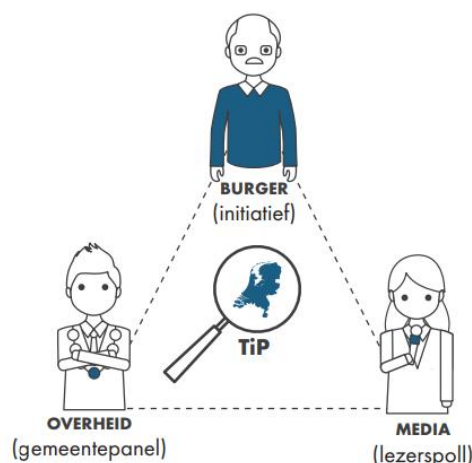 BURGER
(initiatief)
TiP
OVERHEID
(gemeentepanel)
MEDIA
(lezerspoll)